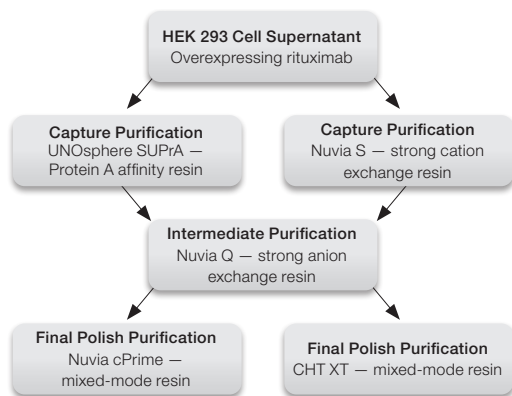 HEK 293 Cell Supernatant
Overexpressing rituximab
Capture Purification
UNOsphere SUPrA —
Protein A affinity resin
Capture Purification
Nuvia S — strong cation
exchange resin
Intermediate Purification
Nuvia Q — strong anion
exchange resin
Final Polish Purification
Nuvia cPrime —
mixed-mode resin
Final Polish Purification
CHT XT — mixed-mode resin